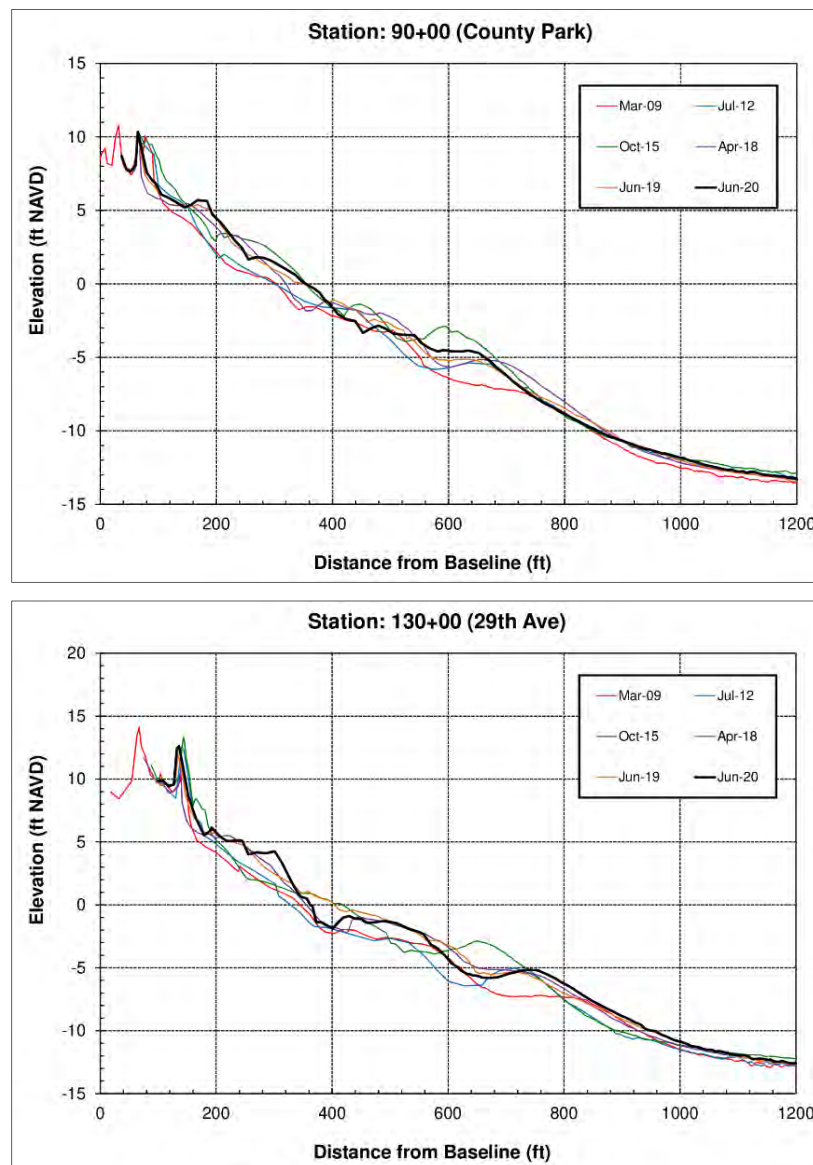 Station: 90+00 (County Park)
15
10
5
0
-5
-10
-15
Elevation (ft NAVD)
Mar-09 Jul-12
Oct-15 Apr-18
Jun-19 Jun-20
0 200 400 600 800 1000 1200
Distance from Baseline (ft)
Station: 130+00 (29th Ave)
20
15
10
5
0
-5
-10
-15
Elevation (ft NAVD)
Mar-09 Jul-12
Oct-15 Apr-18
Jun-19 Jun-20
0 200 400 600 800 1000 1200
Distance from Baseline (ft)